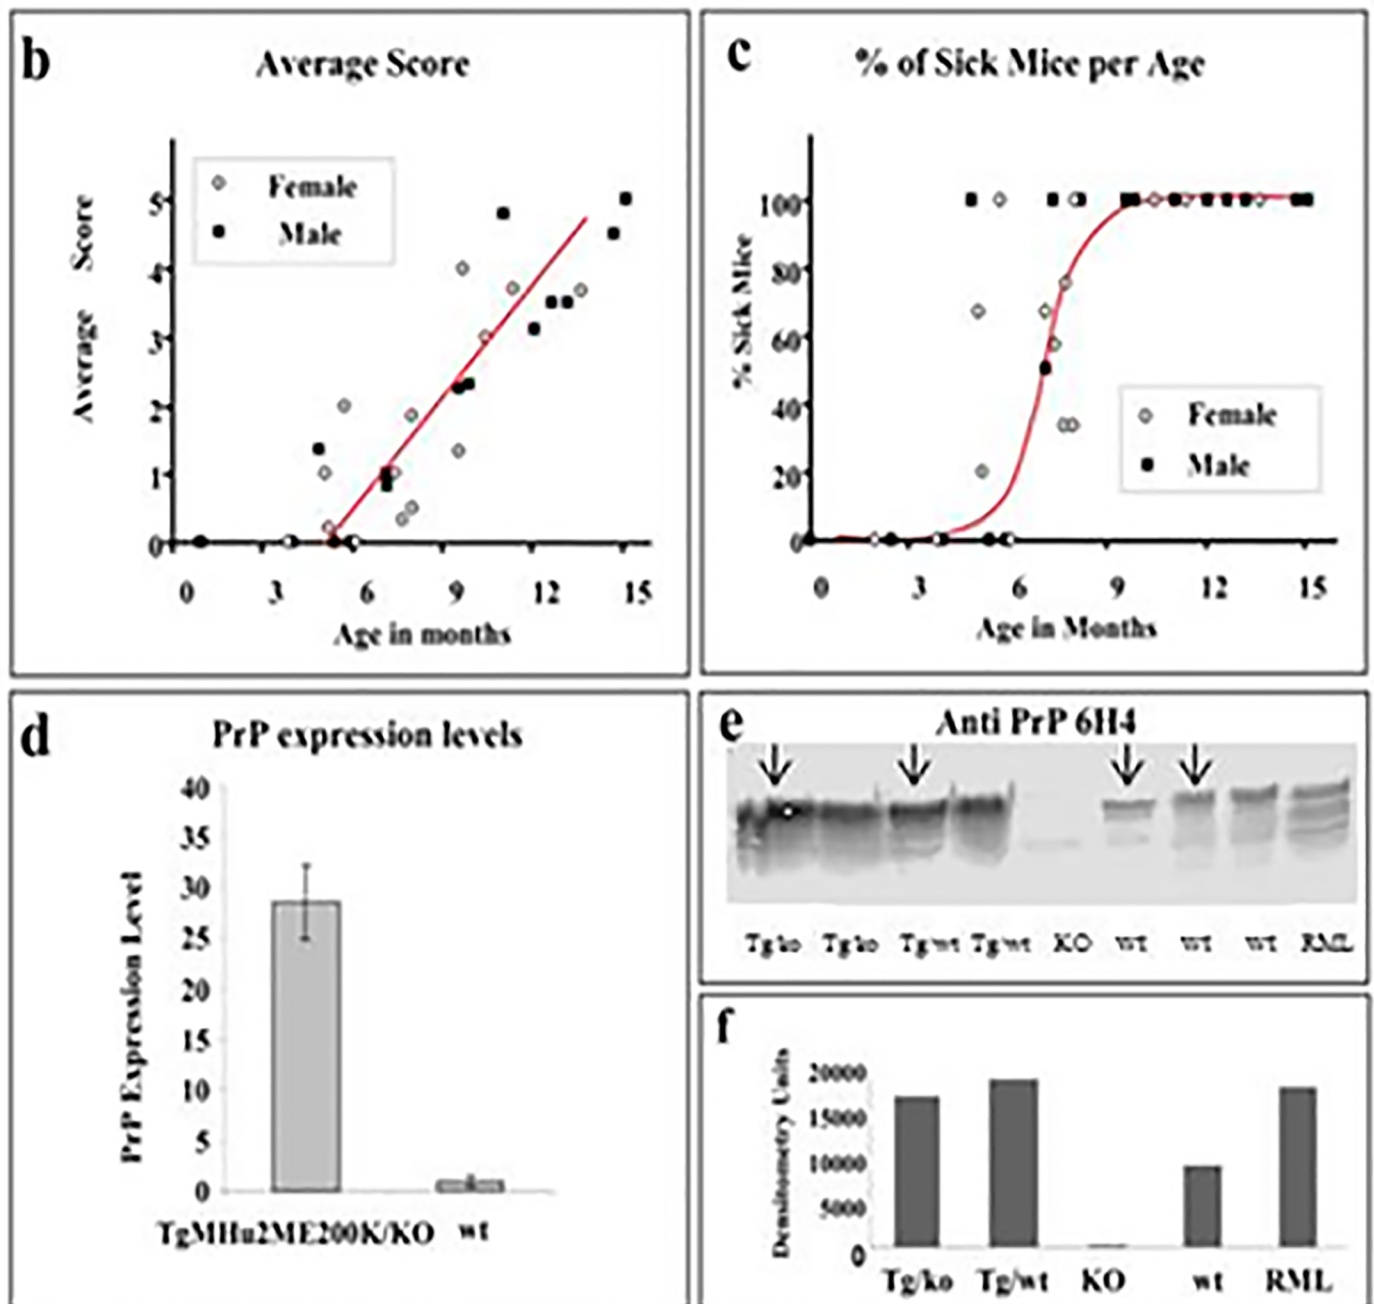 b
Average Score
Average Score
Female
Male
5
4
3
2
1
0
0 3 6 9 12 15
Age in months
c
% of Sick Mice per Age
% Sick Mice
100
80
60
40
20
0
Female
Male
0 3 6 9 12 15
Age in Months
d
PrP expression levels
PrP Expression Level
40
35
30
25
20
15
10
5
0
TgMHu2ME200K/KO wt
e
Anti PrP 6H4
Tg/ko Tg/ko Tg/wt Tg/wt KO wt wt wt RML
f
Densitometry Units
20000
15000
10000
5000
0
Tg/ko Tg/wt KO wt RML